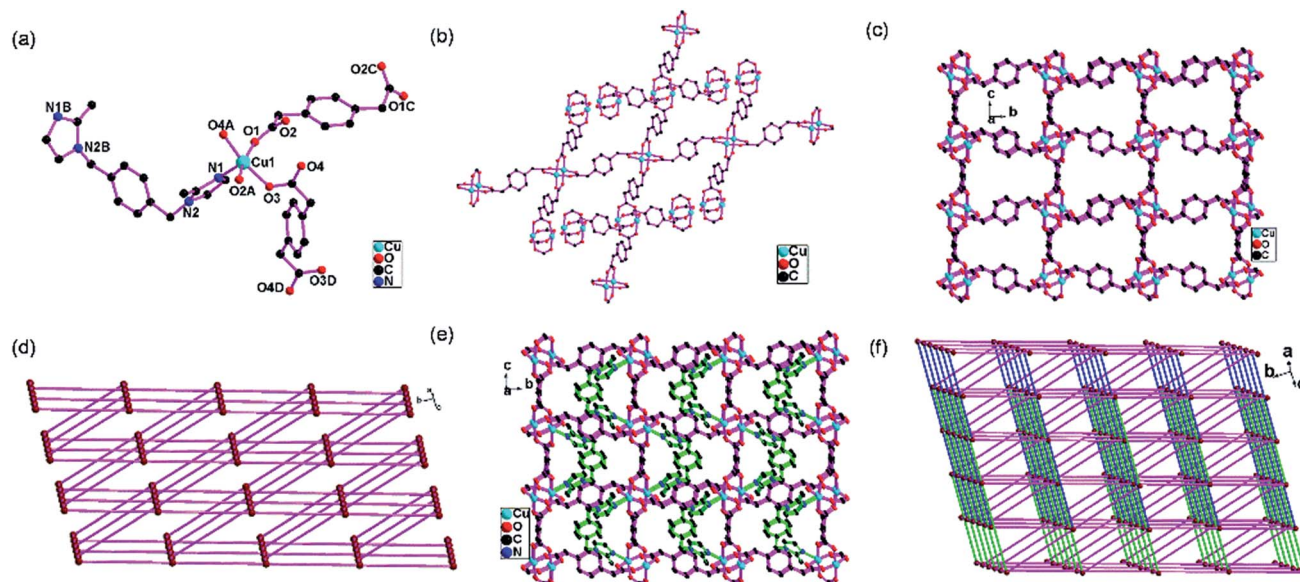 (a)
O2C
O1C
N1B
N2B
O4A
O1
O2
N1
Cu1
O4
O2A
O3
N2
O4D
O3D
Cu
O
C
N
(b)
Cu
O
C
(c)
c
a
b
Cu
O
C
(d)
b
(e)
c
a
b
Cu
O
C
N
(f)
a
b